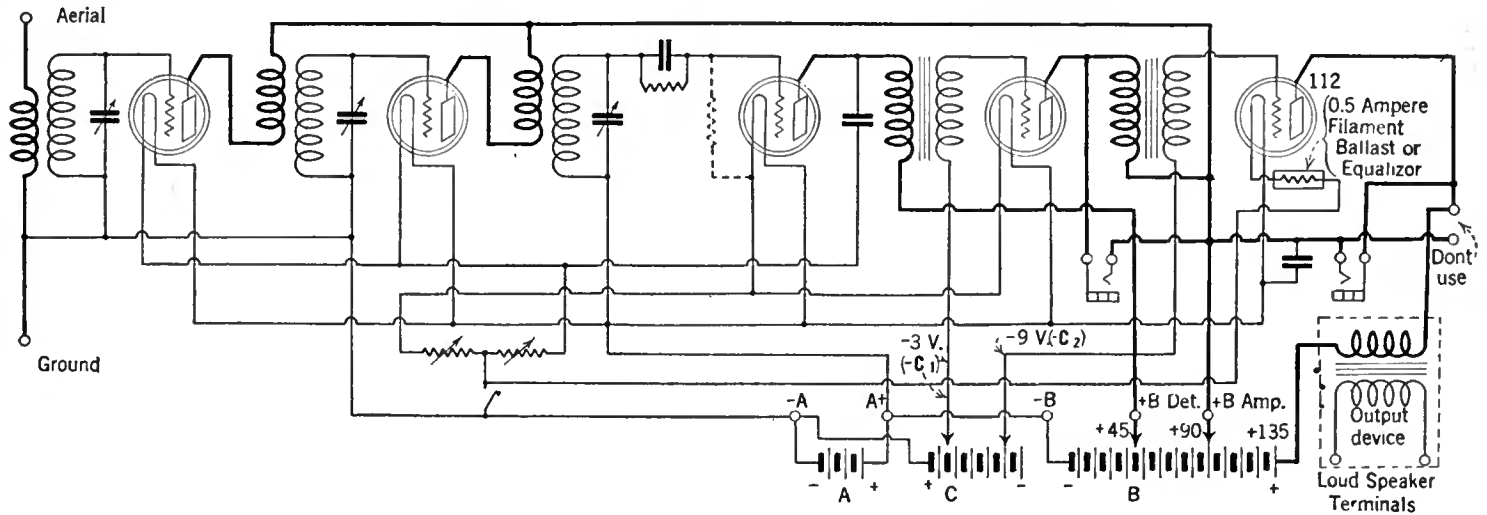 Aerial
112
0.5 Ampere
Filament
Ballast or
Equalizor
Dont'
use
Ground
-3 V.
(-C1)
-9 V.(-C2)
-A
A+
-B
+B Det.
+B Amp.
+45
+90
+135
Output
device
- A +
+ C -
- B +
Loud Speaker
Terminals